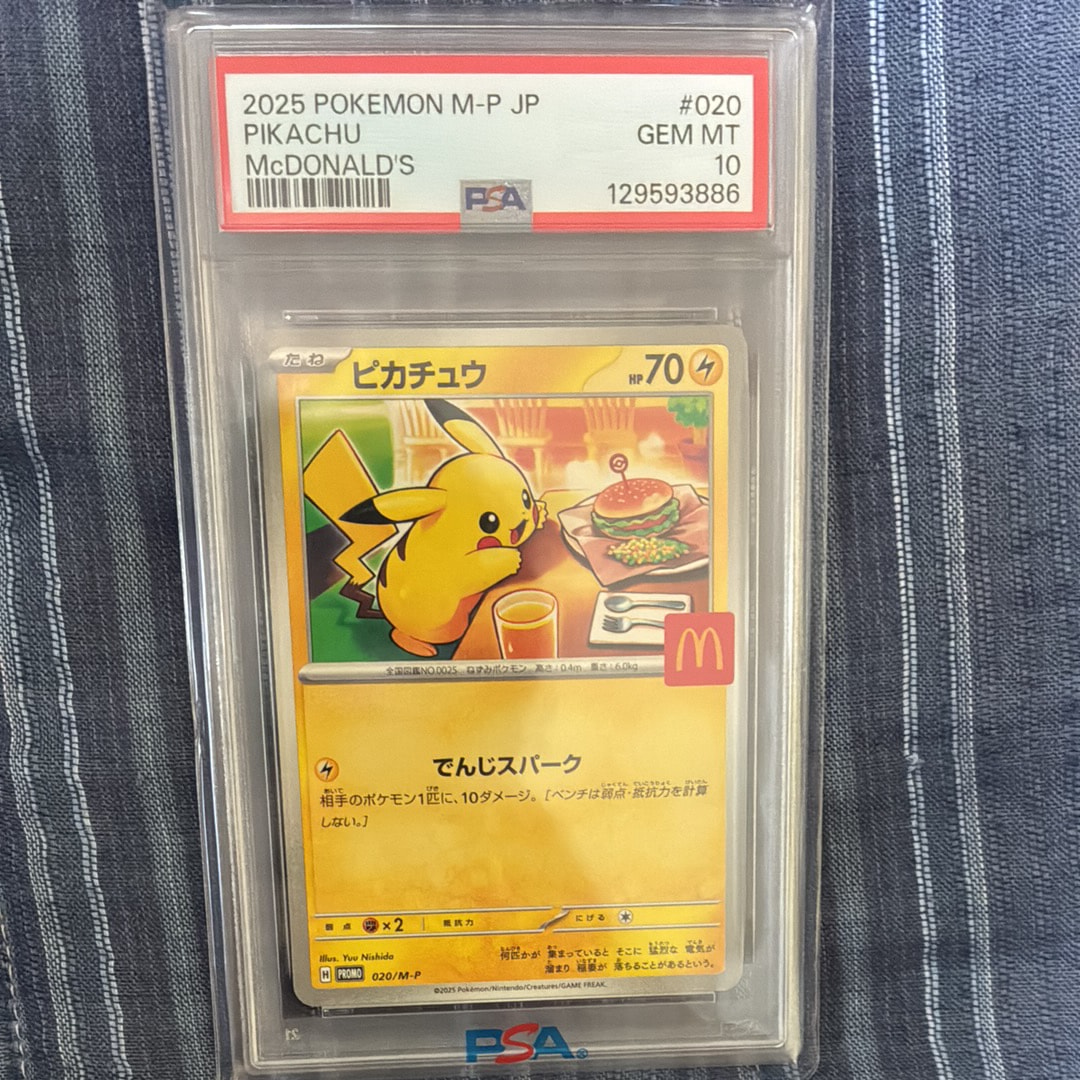 2025 POKEMON M-P JP #020
PIKACHU GEM MT
McDONALD'S 10
PSA 129593886
たね ピカチュウ HP 70
全国図鑑NO.0025 ねずみポケモン 高さ:0.4m 重さ:6.0kg
でんじスパーク
相手のポケモン1匹に、10ダメージ。[ベンチは弱点・抵抗力を計算
しない。]
弱点 ×2 抵抗力 にげる
Illus. Yuu Nishida
何匹かが 集まっていると そこに 猛烈な 電気が
溜まり 稲妻が 落ちることがあるという。
H PROMO 020/M-P
©2025 Pokémon/Nintendo/Creatures/GAME FREAK.
PSA